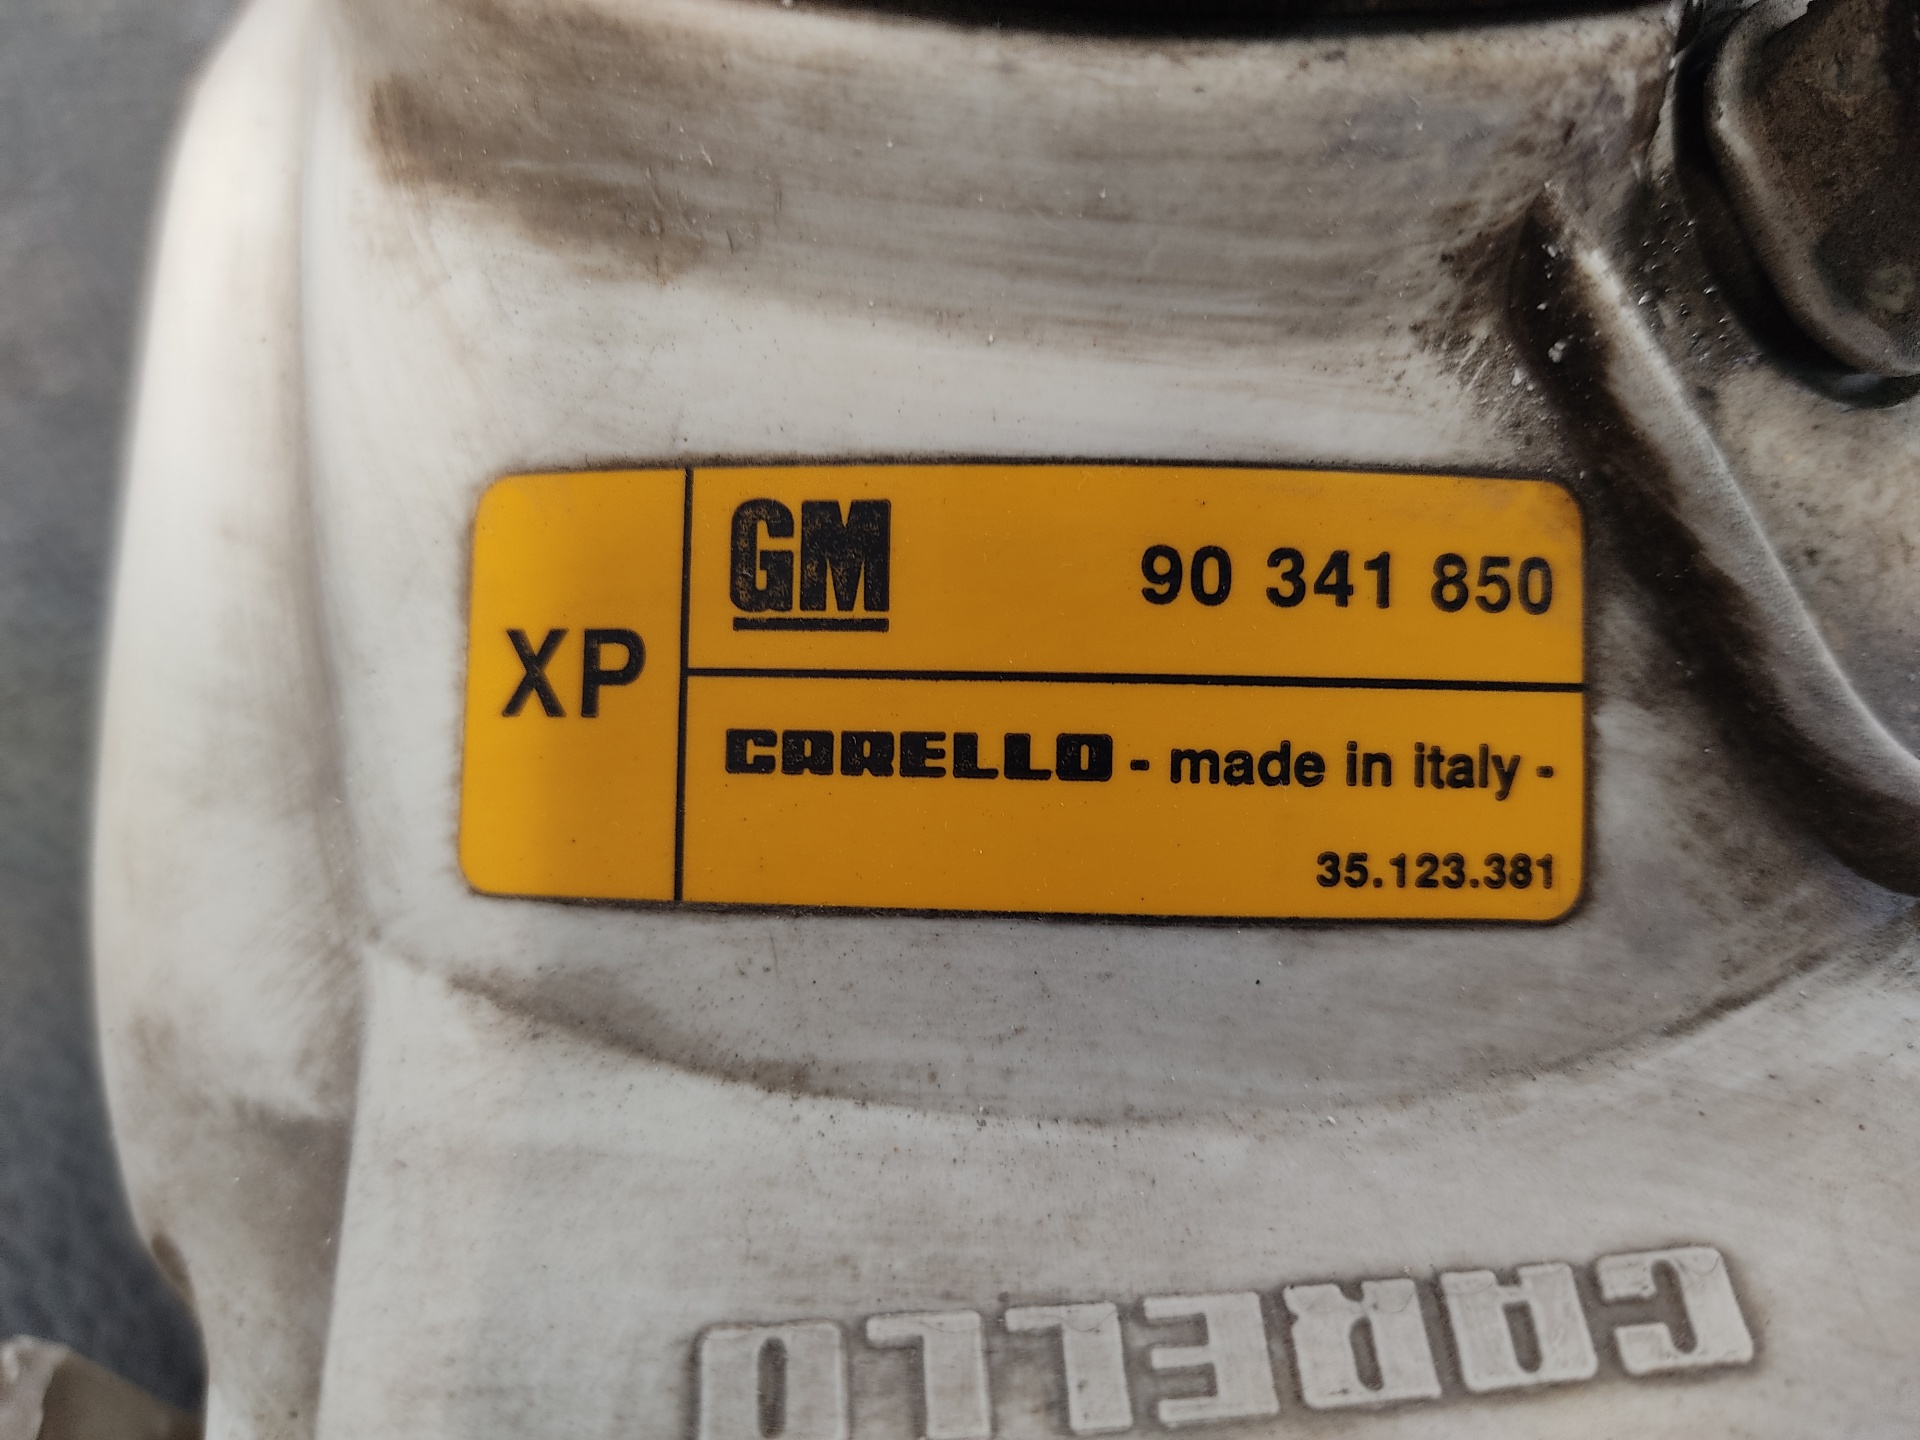 XP
GM 90 341 850
CARELLO - made in italy -
35.123.381
CARELLO